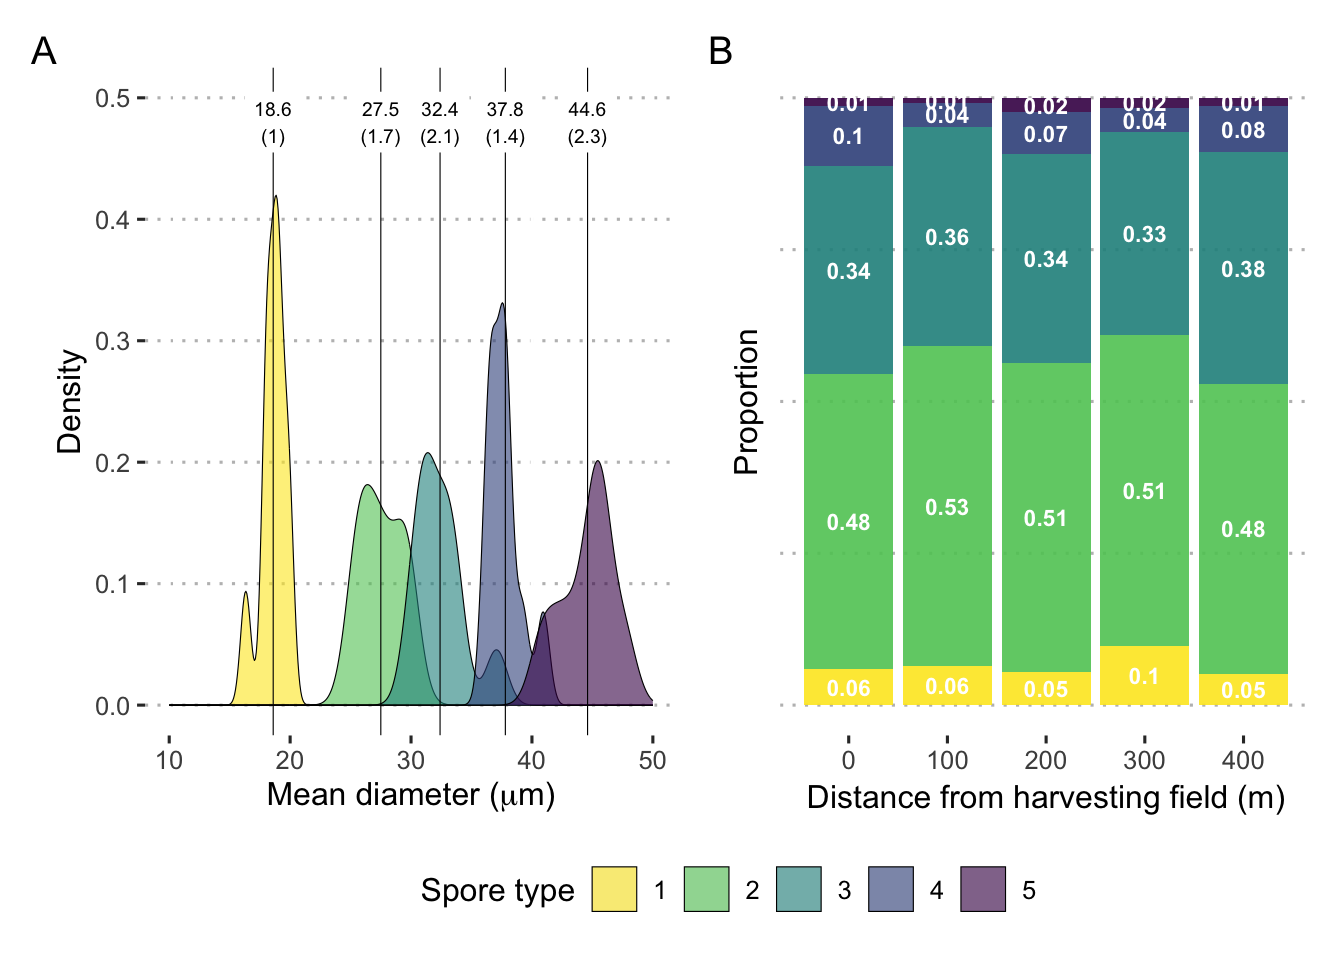 A
0.5
0.4
0.3
0.2
0.1
0.0
18.6 27.5 32.4 37.8 44.6
(1) (1.7) (2.1) (1.4) (2.3)
Density
10 20 30 40 50
Mean diameter (μm)
B
0.01 0.01 0.02 0.02 0.01
0.1 0.04 0.07 0.04 0.08
0.34 0.36 0.34 0.33 0.38
0.48 0.53 0.51 0.51 0.48
0.06 0.06 0.05 0.1 0.05
Proportion
0 100 200 300 400
Distance from harvesting field (m)
Spore type 1 2 3 4 5